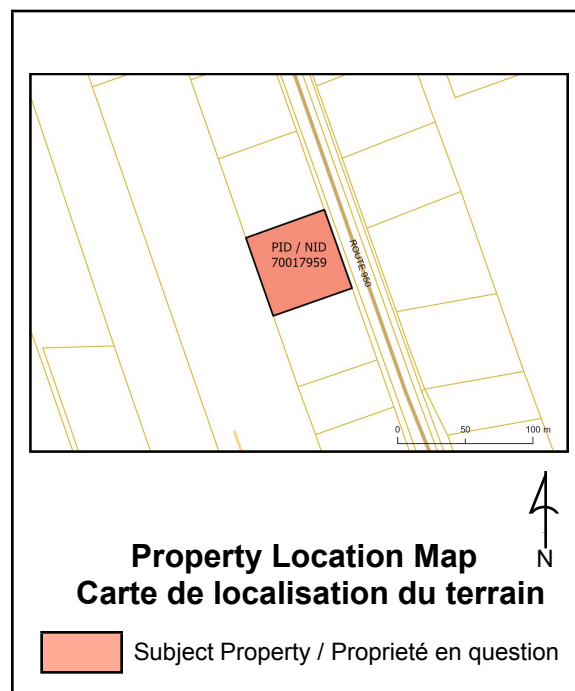 PID / NID
70017959
ROUTE 960
0 50 100 m
N
Property Location Map
Carte de localisation du terrain
Subject Property / Proprieté en question